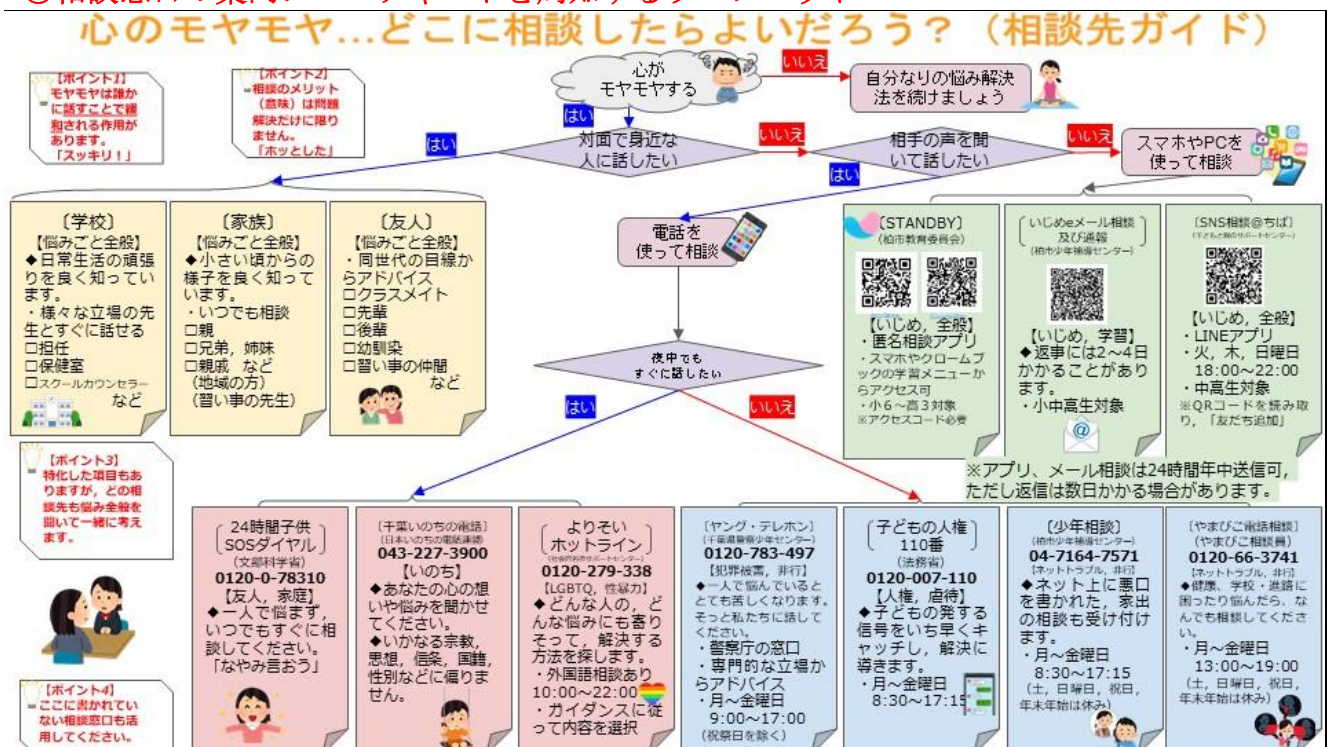 心のモヤモヤ…どこに相談したらよいだろう？（相談先ガイド）
【ポイント1】
モヤモヤは誰か
に話すことで緩
和される作用が
あります。
「スッキリ！」
【ポイント2】
相談のメリット
（意味）は問題
解決だけに限り
ません。
「ホッとした」
心が
モヤモヤする
いいえ
自分なりの悩み解決
法を続けましょう
はい
対面で身近な
人に話したい
はい
いいえ
相手の声を聞
いて話したい
いいえ
スマホやPCを
使って相談
はい
〔学校〕
【悩みごと全般】
◆日常生活の頑張
りを良く知ってい
ます。
・様々な立場の先
生とすぐに話せる
□担任
□保健室
□スクールカウンセラー
など
〔家族〕
【悩みごと全般】
◆小さい頃からの
様子を良く知って
います。
・いつでも相談
□親
□兄弟，姉妹
□親戚 など
（地域の方）
（習い事の先生）
〔友人〕
【悩みごと全般】
・同世代の目線か
らアドバイス
□クラスメイト
□先輩
□後輩
□幼馴染
□習い事の仲間
など
電話を
使って相談
〔STANDBY〕
(柏市教育委員会)
【いじめ，全般】
・匿名相談アプリ
・スマホやクロームブ
ックの学習メニューか
らアクセス可
・小６～高３対象
※アクセスコード必要
いじめeメール相談
及び通報
(柏市少年補導センター)
【いじめ，学習】
◆返事には2～4日
かかることがあり
ます。
・小中高生対象
〔SNS相談@ちば〕
【いじめ，全般】
・LINEアプリ
・火，木，日曜日
18:00～22:00
・中高生対象
※QRコードを読み取
り，「友だち追加」
※アプリ、メール相談は24時間年中送信可，
ただし返信は数日かかる場合があります。
夜中でも
すぐに話したい
はい
いいえ
【ポイント3】
特化した項目もあ
りますが，どの相
談先も悩み全般を
聞いて一緒に考え
ます。
【ポイント4】
ここに書かれてい
ない相談窓口も活
用してください。
24時間子供
SOSダイヤル
(文部科学省)
0120-0-78310
【友人，家庭】
◆一人で悩まず，
いつでもすぐに相
談してください。
「なやみ言おう」
〔千葉いのちの電話〕
(日本いのちの電話連盟)
043-227-3900
【いのち】
◆あなたの心の想
いや悩みを聞かせ
てください。
◆いかなる宗教，
思想，信条，国籍，
性別などに偏りま
せん。
よりそい
ホットライン
0120-279-338
【LGBTQ，性暴力】
◆どんな人の，ど
んな悩みにも寄り
そって，解決する
方法を探します。
・外国語相談あり
10:00～22:00
・ガイダンスに従
って内容を選択
〔ヤング・テレホン〕
(千葉県警察少年センター)
0120-783-497
【犯罪被害，非行】
◆一人で悩んでいると
とても苦しくなります。
そっと私たちに話して
ください。
・警察庁の窓口
・専門的な立場か
らアドバイス
・月～金曜日
9:00～17:00
（祝祭日を除く）
子どもの人権
110番
(法務省)
0120-007-110
【人権，虐待】
◆子どもの発する
信号をいち早くキ
ャッチし，解決に
導きます。
・月～金曜日
8:30～17:15
〔少年相談〕
(柏市少年補導センター)
04-7164-7571
【ネットトラブル，非行】
◆ネット上に悪口
を書かれた，家出
の相談も受け付け
ます。
・月～金曜日
8:30～17:15
（土，日曜日，祝日，
年末年始は休み）
〔やまびこ電話相談〕
(やまびこ相談員)
0120-66-3741
【ネットトラブル，非行】
◆健康、学校・進路に
困ったり悩んだら、な
んでも相談してくださ
い。
・月～金曜日
13:00～19:00
（土，日曜日，祝日，
年末年始は休み）